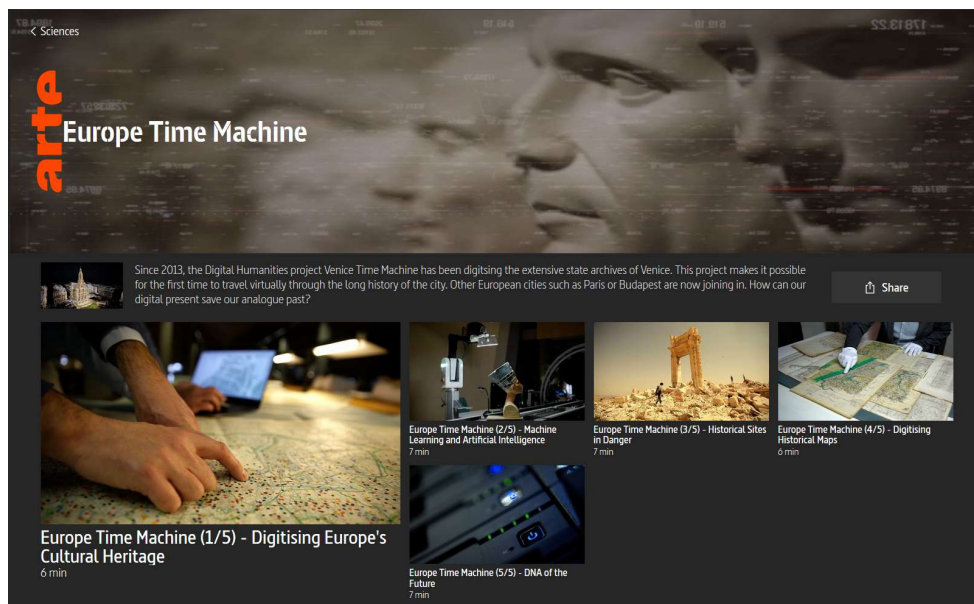 < Sciences
arte
Europe Time Machine
Since 2013, the Digital Humanities project Venice Time Machine has been digitsing the extensive state archives of Venice. This project makes it possible
for the first time to travel virtually through the long history of the city. Other European cities such as Paris or Budapest are now joining in. How can our
digital present save our analogue past?
Share
Europe Time Machine (1/5) - Digitising Europe's
Cultural Heritage
6 min
Europe Time Machine (2/5) - Machine
Learning and Artificial Intelligence
7 min
Europe Time Machine (3/5) - Historical Sites
in Danger
7 min
Europe Time Machine (4/5) - Digitising
Historical Maps
6 min
Europe Time Machine (5/5) - DNA of the
Future
7 min